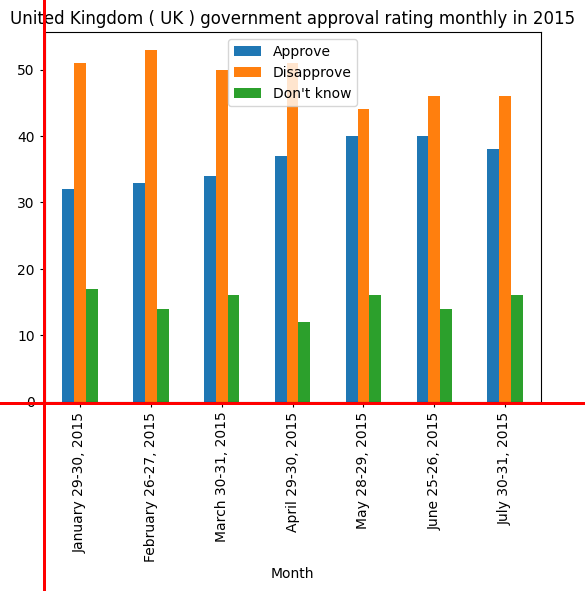 United Kingdom ( UK ) government approval rating monthly in 2015
Approve
Disapprove
Don't know
50
40
30
20
10
0
January 29-30, 2015
February 26-27, 2015
March 30-31, 2015
April 29-30, 2015
May 28-29, 2015
June 25-26, 2015
July 30-31, 2015
Month